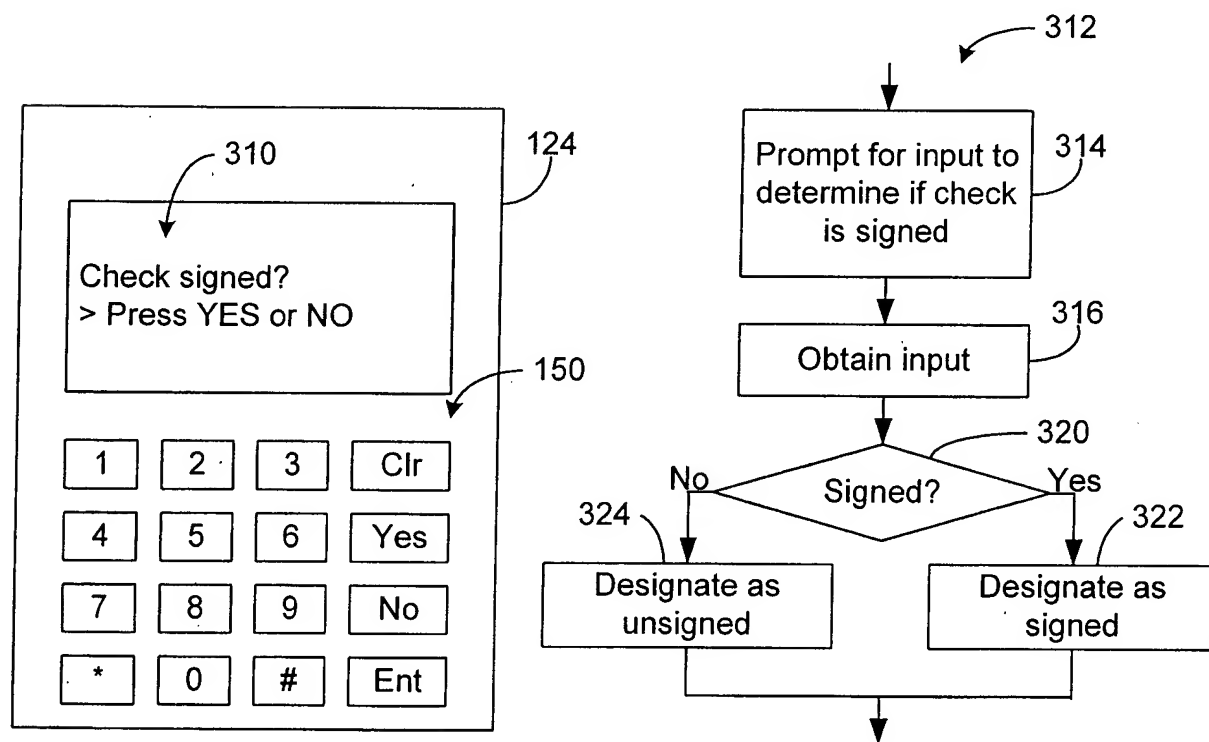 312
310
124
Check signed?
> Press YES or NO
150
1 2 3 Clr
4 5 6 Yes
7 8 9 No
* 0 # Ent
Prompt for input to
determine if check
is signed
314
Obtain input
316
Signed?
320
No
Yes
324
322
Designate as
unsigned
Designate as
signed